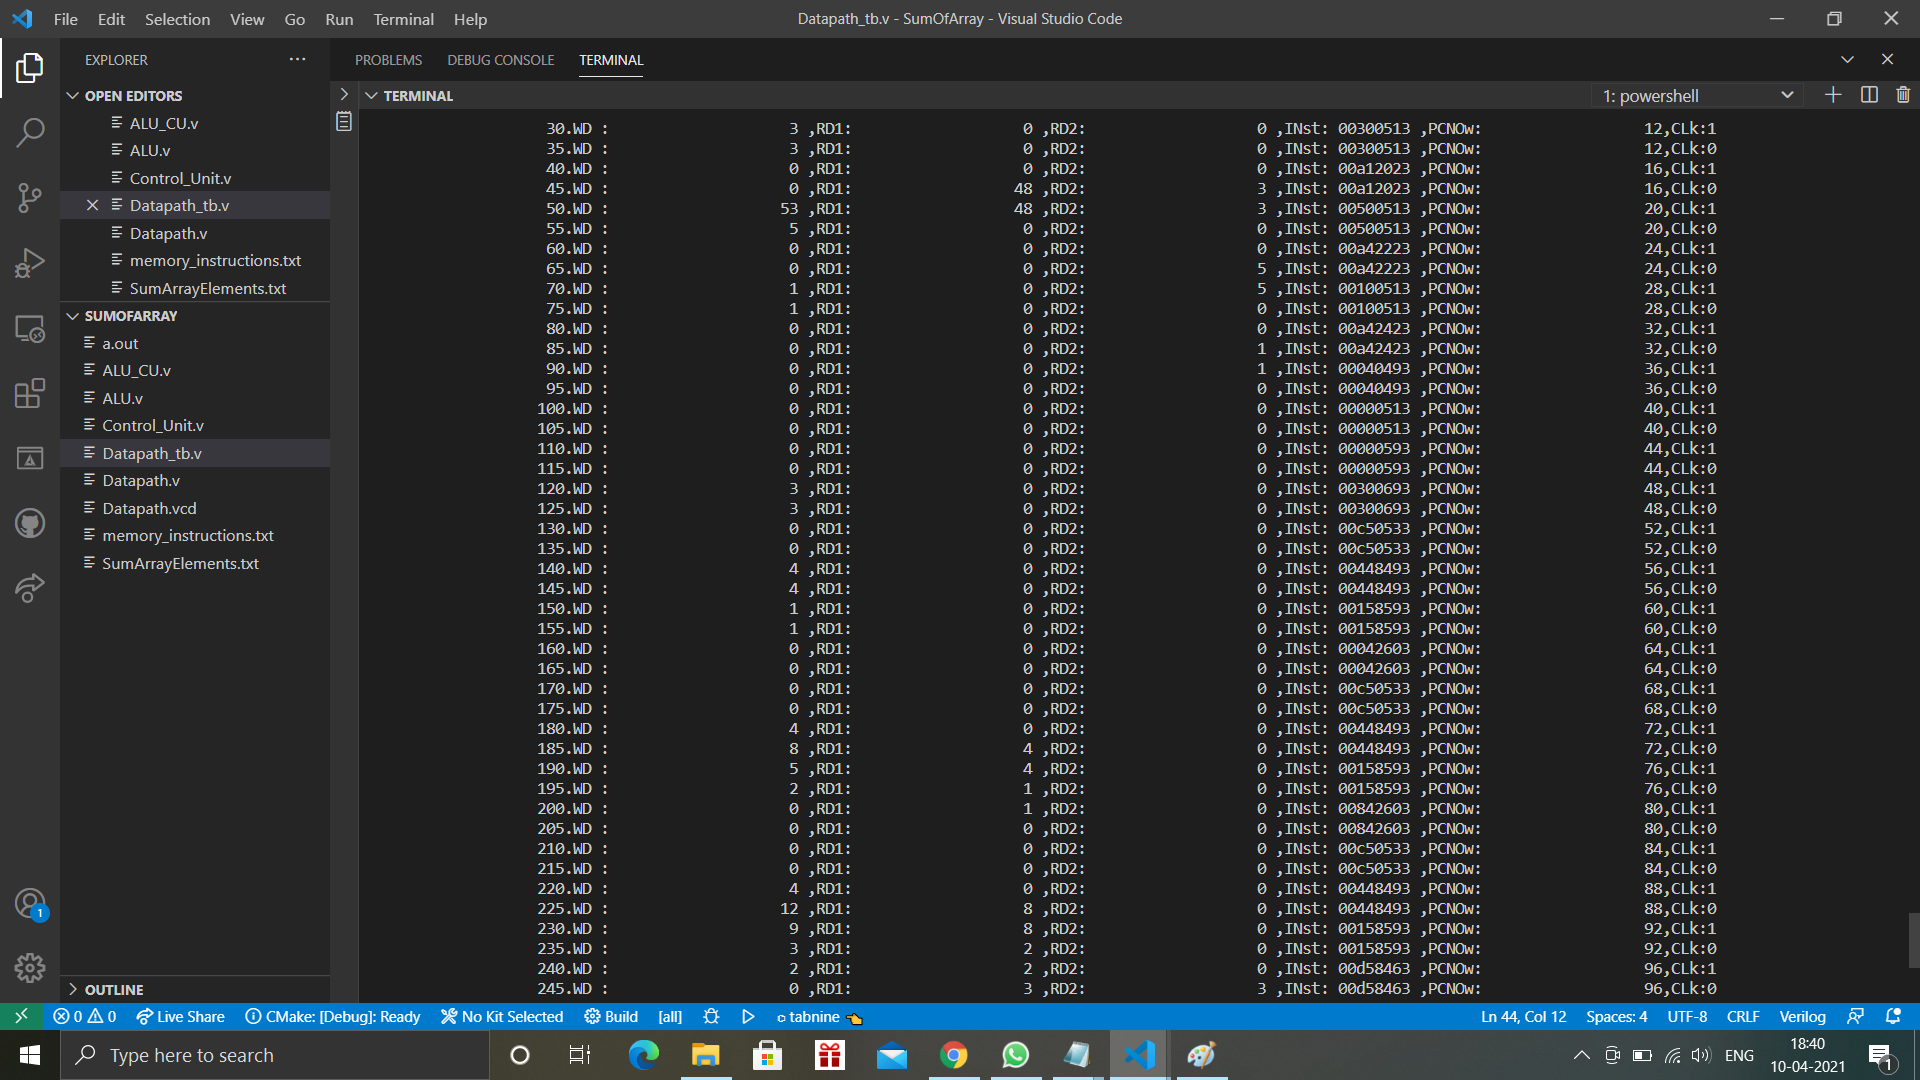 File Edit Selection View Go Run Terminal Help
Datapath_tb.v - SumOfArray - Visual Studio Code
EXPLORER
OPEN EDITORS
ALU_CU.v
ALU.v
Control_Unit.v
Datapath_tb.v
Datapath.v
memory_instructions.txt
SumArrayElements.txt
SUMOFARRAY
a.out
ALU_CU.v
ALU.v
Control_Unit.v
Datapath_tb.v
Datapath.v
Datapath.vcd
memory_instructions.txt
SumArrayElements.txt
OUTLINE
PROBLEMS DEBUG CONSOLE TERMINAL
TERMINAL
1: powershell
30.WD : 3 ,RD1: 0 ,RD2: 0 ,INst: 00300513 ,PCNOw: 12,CLk:1
35.WD : 3 ,RD1: 0 ,RD2: 0 ,INst: 00300513 ,PCNOw: 12,CLk:0
40.WD : 0 ,RD1: 0 ,RD2: 0 ,INst: 00a12023 ,PCNOw: 16,CLk:1
45.WD : 0 ,RD1: 48 ,RD2: 3 ,INst: 00a12023 ,PCNOw: 16,CLk:0
50.WD : 53 ,RD1: 48 ,RD2: 3 ,INst: 00500513 ,PCNOw: 20,CLk:1
55.WD : 5 ,RD1: 0 ,RD2: 0 ,INst: 00500513 ,PCNOw: 20,CLk:0
60.WD : 0 ,RD1: 0 ,RD2: 0 ,INst: 00a42223 ,PCNOw: 24,CLk:1
65.WD : 0 ,RD1: 0 ,RD2: 5 ,INst: 00a42223 ,PCNOw: 24,CLk:0
70.WD : 1 ,RD1: 0 ,RD2: 5 ,INst: 00100513 ,PCNOw: 28,CLk:1
75.WD : 1 ,RD1: 0 ,RD2: 0 ,INst: 00100513 ,PCNOw: 28,CLk:0
80.WD : 0 ,RD1: 0 ,RD2: 0 ,INst: 00a42423 ,PCNOw: 32,CLk:1
85.WD : 0 ,RD1: 0 ,RD2: 1 ,INst: 00a42423 ,PCNOw: 32,CLk:0
90.WD : 0 ,RD1: 0 ,RD2: 1 ,INst: 00040493 ,PCNOw: 36,CLk:1
95.WD : 0 ,RD1: 0 ,RD2: 0 ,INst: 00040493 ,PCNOw: 36,CLk:0
100.WD : 0 ,RD1: 0 ,RD2: 0 ,INst: 00000513 ,PCNOw: 40,CLk:1
105.WD : 0 ,RD1: 0 ,RD2: 0 ,INst: 00000513 ,PCNOw: 40,CLk:0
110.WD : 0 ,RD1: 0 ,RD2: 0 ,INst: 00000593 ,PCNOw: 44,CLk:1
115.WD : 0 ,RD1: 0 ,RD2: 0 ,INst: 00000593 ,PCNOw: 44,CLk:0
120.WD : 3 ,RD1: 0 ,RD2: 0 ,INst: 00300693 ,PCNOw: 48,CLk:1
125.WD : 3 ,RD1: 0 ,RD2: 0 ,INst: 00300693 ,PCNOw: 48,CLk:0
130.WD : 0 ,RD1: 0 ,RD2: 0 ,INst: 00c50533 ,PCNOw: 52,CLk:1
135.WD : 0 ,RD1: 0 ,RD2: 0 ,INst: 00c50533 ,PCNOw: 52,CLk:0
140.WD : 4 ,RD1: 0 ,RD2: 0 ,INst: 00448493 ,PCNOw: 56,CLk:1
145.WD : 4 ,RD1: 0 ,RD2: 0 ,INst: 00448493 ,PCNOw: 56,CLk:0
150.WD : 1 ,RD1: 0 ,RD2: 0 ,INst: 00158593 ,PCNOw: 60,CLk:1
155.WD : 1 ,RD1: 0 ,RD2: 0 ,INst: 00158593 ,PCNOw: 60,CLk:0
160.WD : 0 ,RD1: 0 ,RD2: 0 ,INst: 00042603 ,PCNOw: 64,CLk:1
165.WD : 0 ,RD1: 0 ,RD2: 0 ,INst: 00042603 ,PCNOw: 64,CLk:0
170.WD : 0 ,RD1: 0 ,RD2: 0 ,INst: 00c50533 ,PCNOw: 68,CLk:1
175.WD : 0 ,RD1: 0 ,RD2: 0 ,INst: 00c50533 ,PCNOw: 68,CLk:0
180.WD : 4 ,RD1: 0 ,RD2: 0 ,INst: 00448493 ,PCNOw: 72,CLk:1
185.WD : 8 ,RD1: 4 ,RD2: 0 ,INst: 00448493 ,PCNOw: 72,CLk:0
190.WD : 5 ,RD1: 4 ,RD2: 0 ,INst: 00158593 ,PCNOw: 76,CLk:1
195.WD : 2 ,RD1: 1 ,RD2: 0 ,INst: 00158593 ,PCNOw: 76,CLk:0
200.WD : 0 ,RD1: 1 ,RD2: 0 ,INst: 00842603 ,PCNOw: 80,CLk:1
205.WD : 0 ,RD1: 0 ,RD2: 0 ,INst: 00842603 ,PCNOw: 80,CLk:0
210.WD : 0 ,RD1: 0 ,RD2: 0 ,INst: 00c50533 ,PCNOw: 84,CLk:1
215.WD : 0 ,RD1: 0 ,RD2: 0 ,INst: 00c50533 ,PCNOw: 84,CLk:0
220.WD : 4 ,RD1: 0 ,RD2: 0 ,INst: 00448493 ,PCNOw: 88,CLk:1
225.WD : 12 ,RD1: 8 ,RD2: 0 ,INst: 00448493 ,PCNOw: 88,CLk:0
230.WD : 9 ,RD1: 8 ,RD2: 0 ,INst: 00158593 ,PCNOw: 92,CLk:1
235.WD : 3 ,RD1: 2 ,RD2: 0 ,INst: 00158593 ,PCNOw: 92,CLk:0
240.WD : 2 ,RD1: 2 ,RD2: 0 ,INst: 00d58463 ,PCNOw: 96,CLk:1
245.WD : 0 ,RD1: 3 ,RD2: 3 ,INst: 00d58463 ,PCNOw: 96,CLk:0
1
0 0 Live Share CMake: [Debug]: Ready No Kit Selected Build [all] tabnine Ln 44, Col 12 Spaces: 4 UTF-8 CRLF Verilog
Type here to search
ENG
18:40
10-04-2021
1